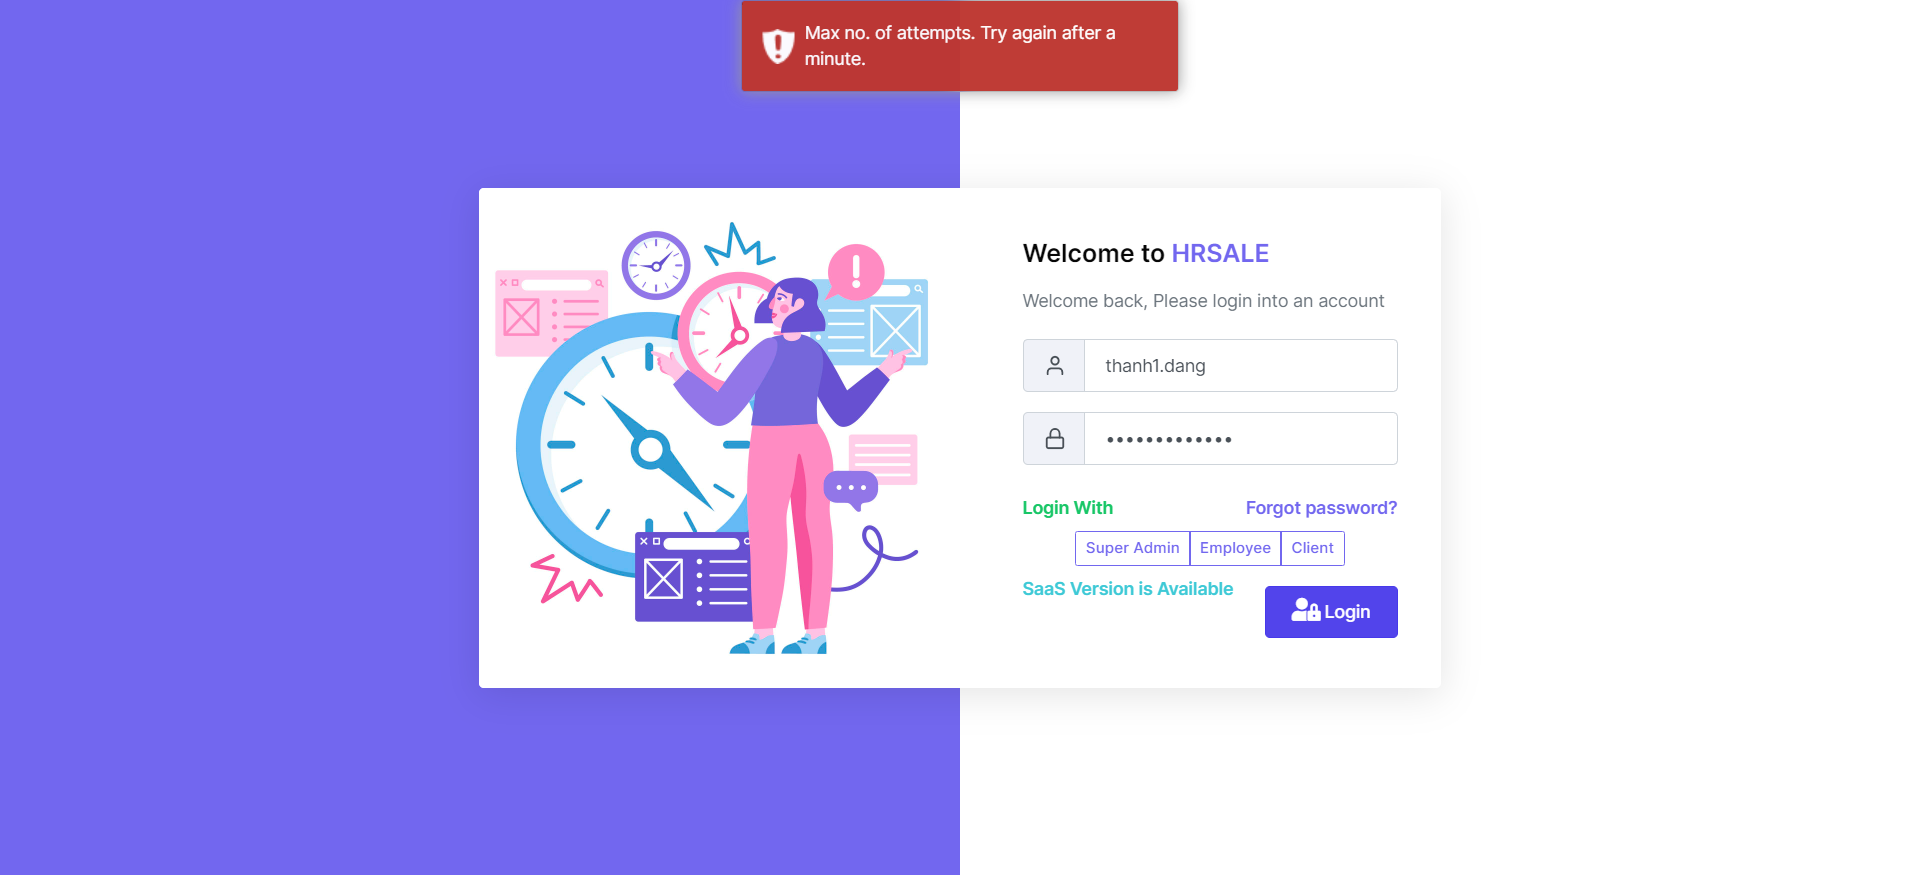 Max no. of attempts. Try again after a
minute.
Welcome to HRSALE
Welcome back, Please login into an account
thanh1.dang
•••••••••••••
Login With
Forgot password?
Super Admin
Employee
Client
SaaS Version is Available
Login